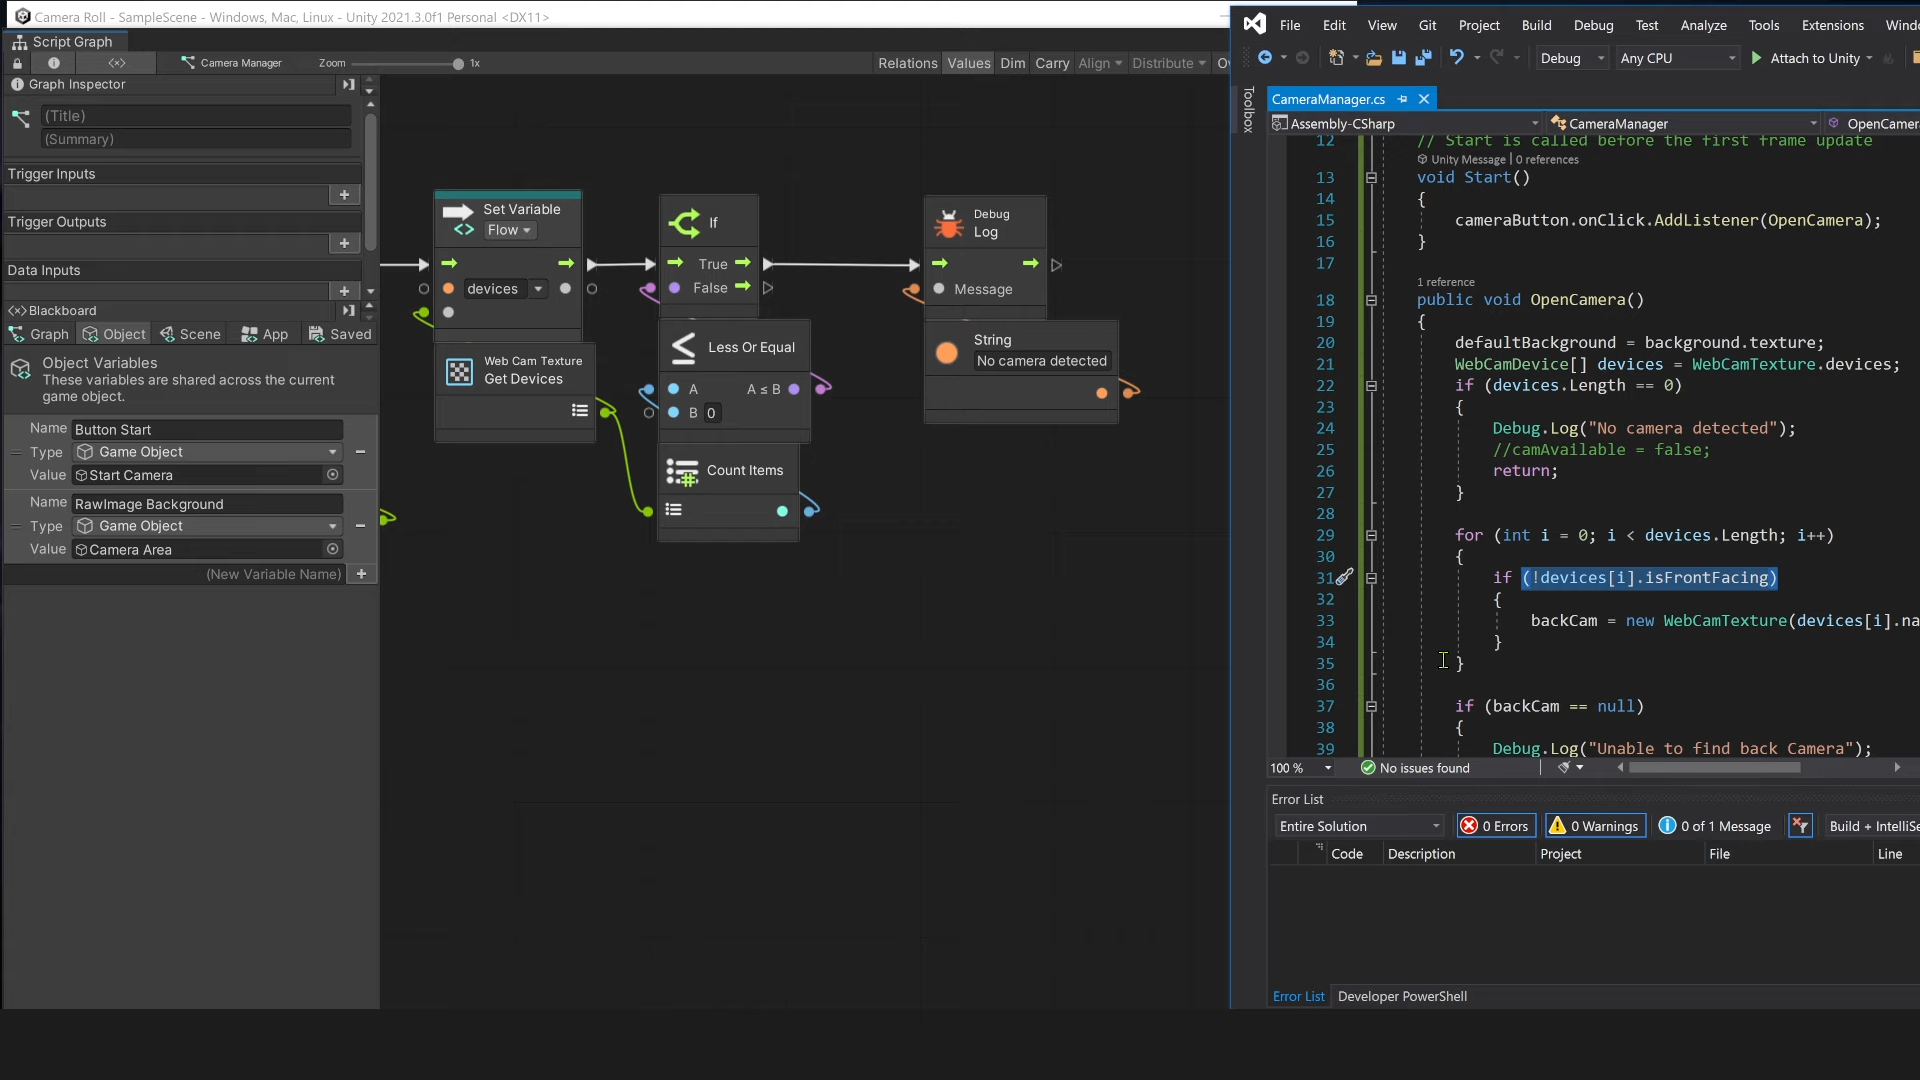 Camera Roll - SampleScene - Windows, Mac, Linux - Unity 2021.3.0f1 Personal <DX11>
Script Graph
<> Camera Manager Zoom 1x
Relations Values Dim Carry Align Distribute
Graph Inspector
(Title)
(Summary)
Trigger Inputs
+
Trigger Outputs
+
Data Inputs
+
<×> Blackboard
Graph Object Scene App Saved
Object Variables
These variables are shared across the current
game object.
Name Button Start
Type Game Object
Value Start Camera
Name RawImage Background
Type Game Object
Value Camera Area
(New Variable Name) +
Set Variable
Flow
devices
Web Cam Texture
Get Devices
If
True
False
Less Or Equal
A A ≤ B
B 0
Count Items
Debug
Log
Message
String
No camera detected
File Edit View Git Project Build Debug Test Analyze Tools Extensions
Debug Any CPU Attach to Unity
Toolbox
CameraManager.cs
Assembly-CSharp CameraManager
12 // Start is called before the first frame update
Unity Message | 0 references
13 void Start()
14 {
15 cameraButton.onClick.AddListener(OpenCamera);
16 }
17
1 reference
18 public void OpenCamera()
19 {
20 defaultBackground = background.texture;
21 WebCamDevice[] devices = WebCamTexture.devices;
22 if (devices.Length == 0)
23 {
24 Debug.Log("No camera detected");
25 //camAvailable = false;
26 return;
27 }
28
29 for (int i = 0; i < devices.Length; i++)
30 {
31 if (!devices[i].isFrontFacing)
32 {
33 backCam = new WebCamTexture(devices[i].na
34 }
35 }
36
37 if (backCam == null)
38 {
39 Debug.Log("Unable to find back Camera");
100 % No issues found
Error List
Entire Solution 0 Errors 0 Warnings 0 of 1 Message Build + IntelliSe
Code Description Project File Line
Error List Developer PowerShell